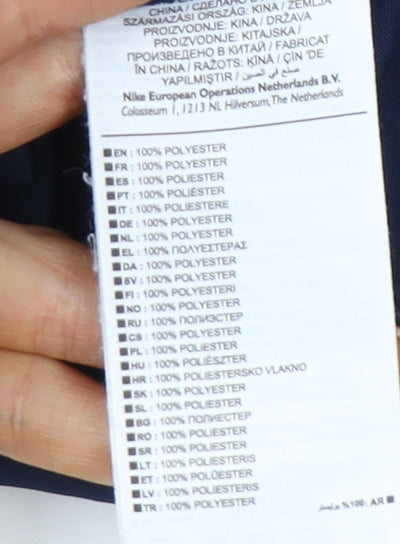 CHINA / СДЕЛАНО В
SZÁRMAZÁSI ORSZÁG: KÍNA / ZEMLJA
PROIZVODNJE: KINA / DRŽAVA
PROIZVODNJE: KITAJSKA /
ПРОИЗВЕДЕНО В КИТАЙ / FABRICAT
ÎN CHINA / RAŽOTS: ĶĪNA / ÇİN 'DE
YAPILMIŞTIR / صنع في الصين
Nike European Operations Netherlands B.V.
Colosseum 1, 1213 NL Hilversum, The Netherlands
EN : 100% POLYESTER
FR : 100% POLYESTER
ES : 100% POLIESTER
PT : 100% POLIÉSTER
IT : 100% POLIESTERE
DE : 100% POLYESTER
NL : 100% POLYESTER
EL : 100% ΠΟΛΥΕΣΤΕΡΑΣ
DA : 100% POLYESTER
SV : 100% POLYESTER
FI : 100% POLYESTERI
NO : 100% POLYESTER
RU : 100% ПОЛИЭСТЕР
CS : 100% POLYESTER
PL : 100% POLIESTER
HU : 100% POLIÉSZTER
HR : 100% POLIESTERSKO VLAKNO
SK : 100% POLYESTER
SL : 100% POLIESTER
BG : 100% ПОЛИЕСТЕР
RO : 100% POLIESTER
SR : 100% POLIESTER
LT : 100% POLIESTERIS
ET : 100% POLÜESTER
LV : 100% POLIESTERIS
TR : 100% POLYESTER
AR :100% بوليستر